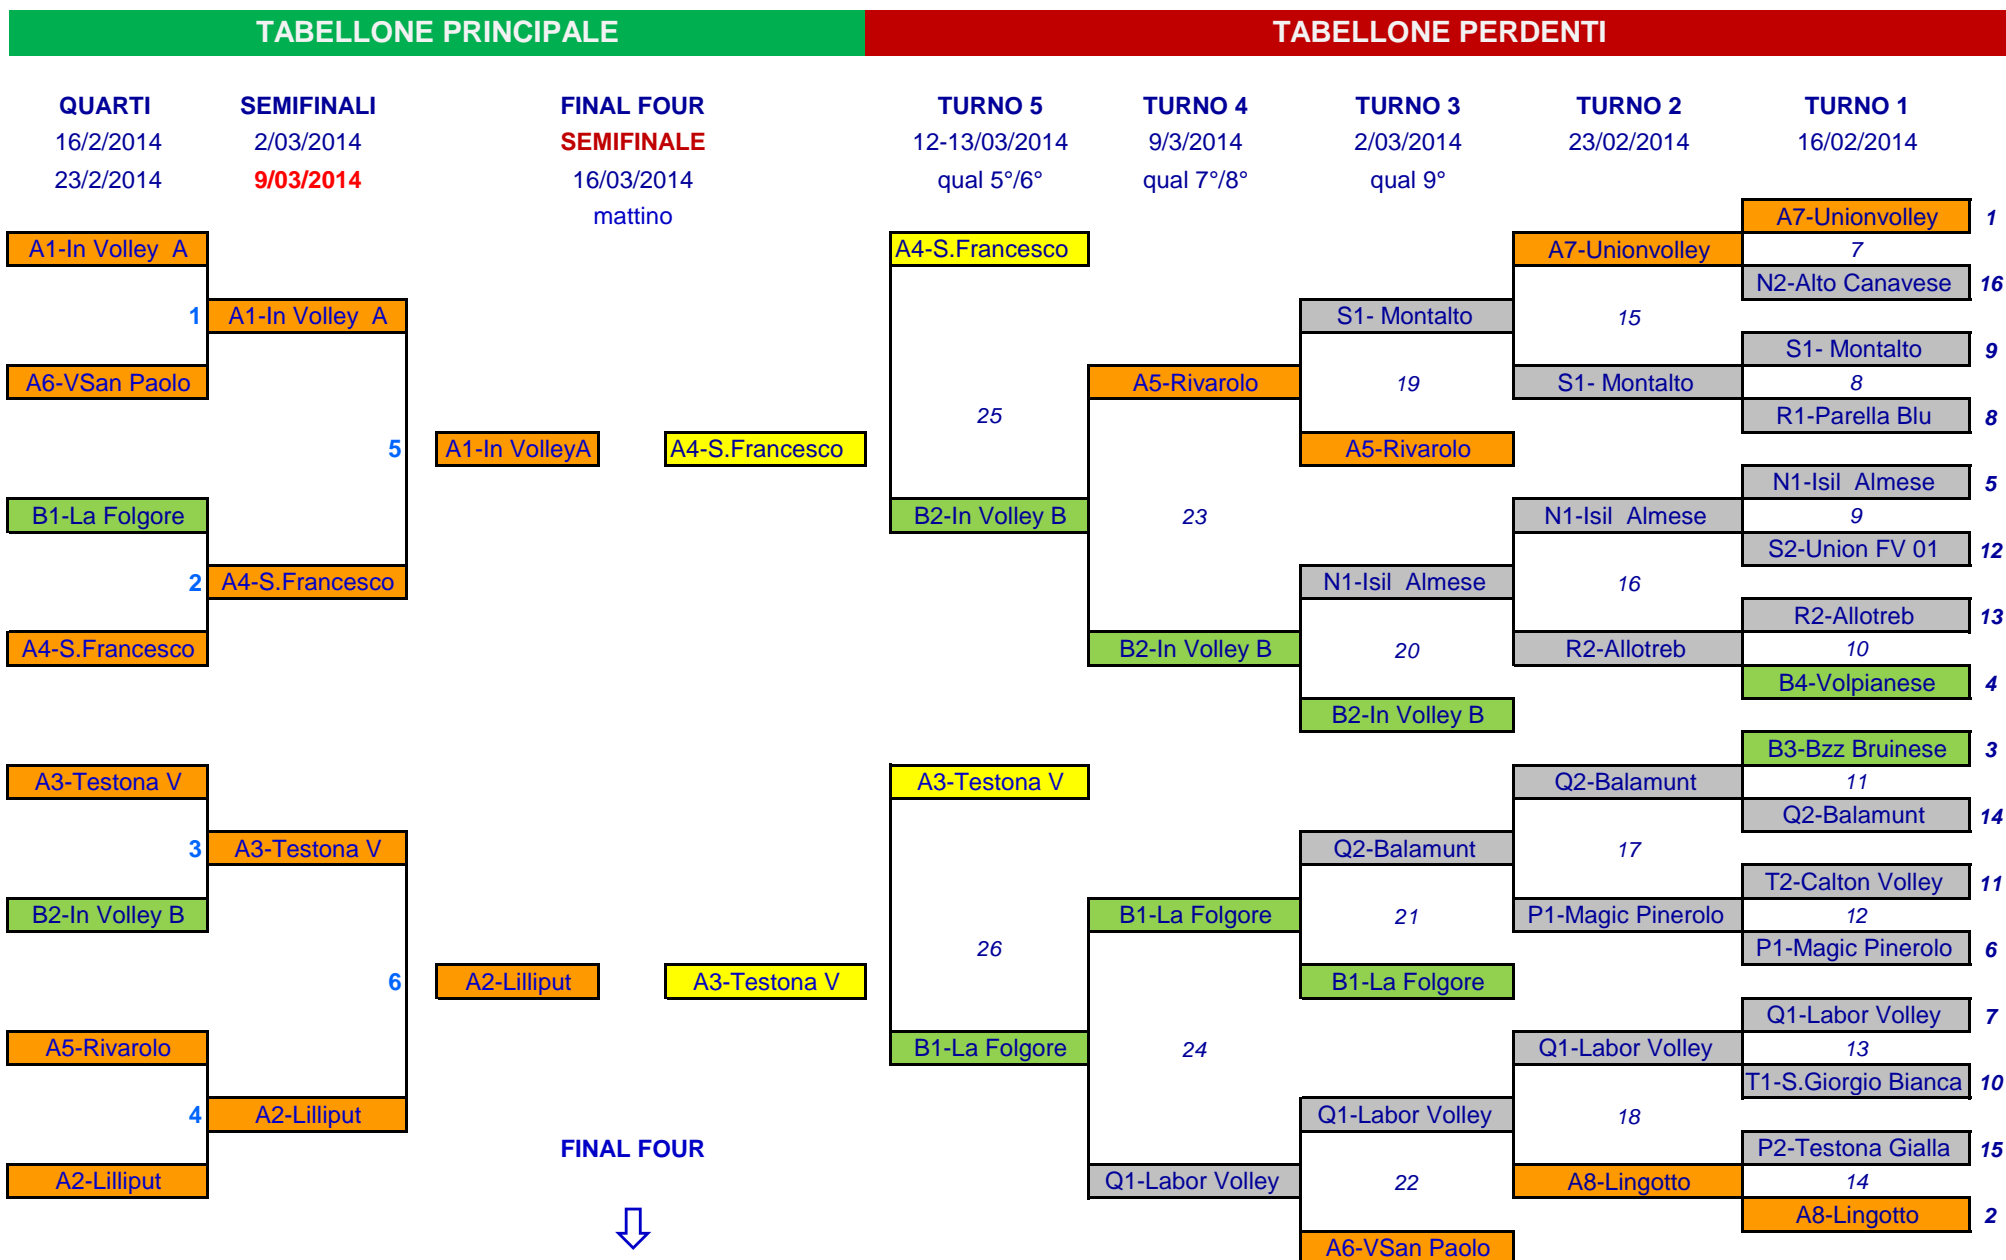 TABELLONE PRINCIPALE TABELLONE PERDENTI
QUARTI SEMIFINALI FINAL FOUR TURNO 5 TURNO 4 TURNO 3 TURNO 2 TURNO 1
16/2/2014 2/03/2014 SEMIFINALE 12-13/03/2014 9/3/2014 2/03/2014 23/02/2014 16/02/2014
23/2/2014 9/03/2014 16/03/2014 qual 5°/6° qual 7°/8° qual 9°
mattino A7-Unionvolley 1
A1-In Volley A A4-S.Francesco A7-Unionvolley 7
N2-Alto Canavese 16
1 A1-In Volley A S1- Montalto 15
S1- Montalto 9
A6-VSan Paolo A5-Rivarolo 19 S1- Montalto 8
25 R1-Parella Blu 8
5 A1-In VolleyA A4-S.Francesco A5-Rivarolo
N1-Isil Almese 5
B1-La Folgore B2-In Volley B 23 N1-Isil Almese 9
S2-Union FV 01 12
2 A4-S.Francesco N1-Isil Almese 16
R2-Allotreb 13
A4-S.Francesco B2-In Volley B 20 R2-Allotreb 10
B4-Volpianese 4
B2-In Volley B
B3-Bzz Bruinese 3
A3-Testona V A3-Testona V Q2-Balamunt 11
Q2-Balamunt 14
3 A3-Testona V Q2-Balamunt 17
T2-Calton Volley 11
B2-In Volley B B1-La Folgore 21 P1-Magic Pinerolo 12
26 P1-Magic Pinerolo 6
6 A2-Lilliput A3-Testona V B1-La Folgore
Q1-Labor Volley 7
A5-Rivarolo B1-La Folgore 24 Q1-Labor Volley 13
T1-S.Giorgio Bianca 10
4 A2-Lilliput Q1-Labor Volley 18
FINAL FOUR P2-Testona Gialla 15
A2-Lilliput Q1-Labor Volley 22 A8-Lingotto 14
A8-Lingotto 2
A6-VSan Paolo